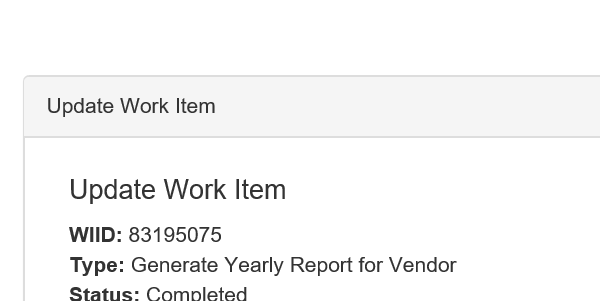 Update Work Item
Update Work Item
WIID: 83195075
Type: Generate Yearly Report for Vendor
Status: Completed